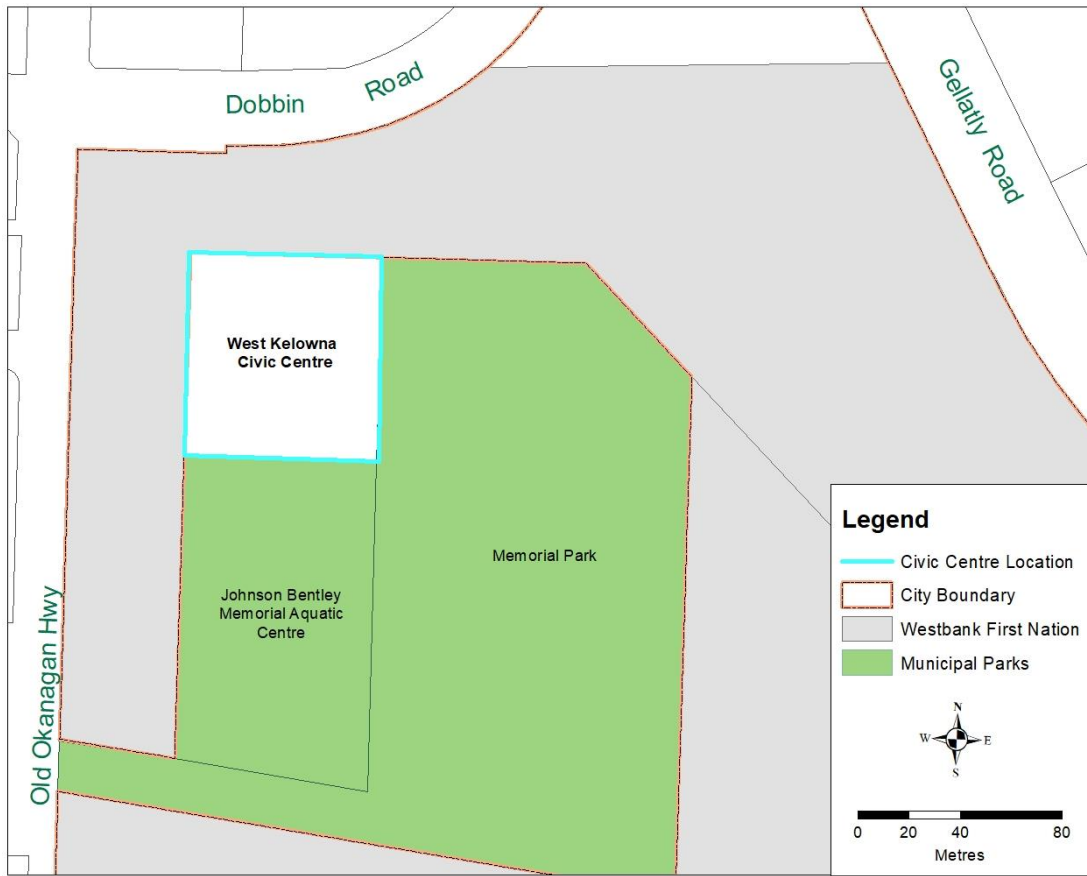 Dobbin Road
Gellatly Road
West Kelowna
Civic Centre
Memorial Park
Johnson Bentley
Memorial Aquatic
Centre
Old Okanagan Hwy
Legend
Civic Centre Location
City Boundary
Westbank First Nation
Municipal Parks
N
W E
S
0 20 40 80
Metres